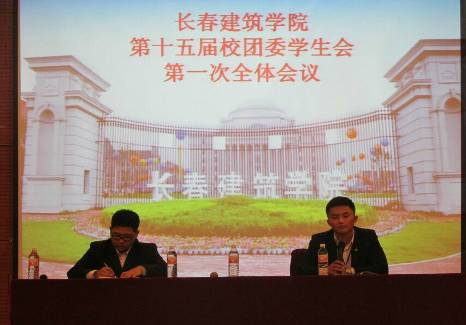 长春建筑学院
第十五届校团委学生会
第一次全体会议
长春建筑学院